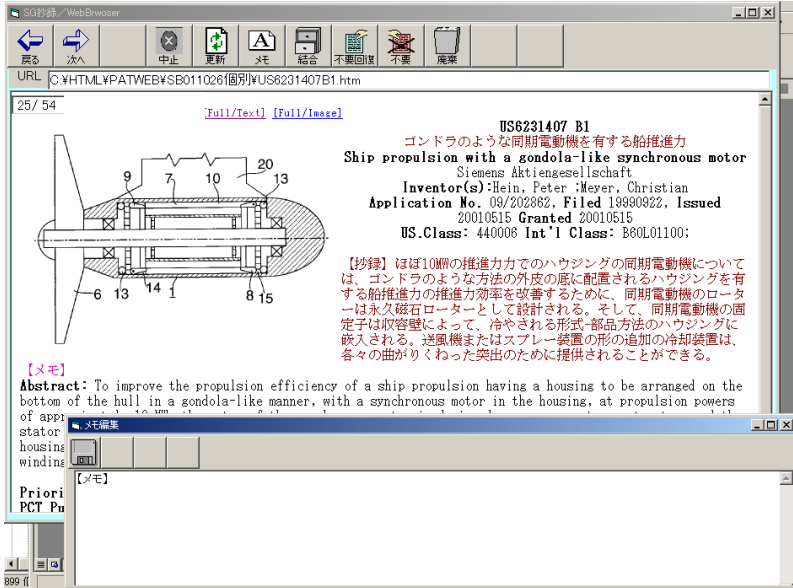 SG抄録／WebBrwoser
戻る 次へ 中止 更新 メモ 結合 不要回復 不要 廃棄
URL C:¥HTML¥PATWEB¥SB011026個別¥US6231407B1.htm
25/ 54
[Full/Text] [Full/Image]
US6231407 B1
ゴンドラのような同期電動機を有する船推進力
Ship propulsion with a gondola-like synchronous motor
Siemens Aktiengesellschaft
Inventor(s):Hein, Peter ;Meyer, Christian
Application No. 09/202862, Filed 19990922, Issued
20010515 Granted 20010515
US.Class: 440006 Int'l Class: B60L01100;
20
9 7 10 13
6 13 14 1 8 15
【抄録】ほぼ10MWの推進力力でのハウジングの同期電動機について
は、ゴンドラのような方法の外皮の底に配置されるハウジングを有
する船推進力の推進力効率を改善するために、同期電動機のロータ
ーは永久磁石ローターとして設計される。そして、同期電動機の固
定子は収容壁によって、冷やされる形式-部品方法のハウジングに
嵌入される。送風機またはスプレー装置の形の追加の冷却装置は、
各々の曲がりくねった突出のために提供されることができる。
【メモ】
Abstract: To improve the propulsion efficiency of a ship propulsion having a housing to be arranged on the
bottom of the hull in a gondola-like manner, with a synchronous motor in the housing, at propulsion powers
of
stator
housing
winding
Priori
PCT Pu
メモ編集
【メモ】
899